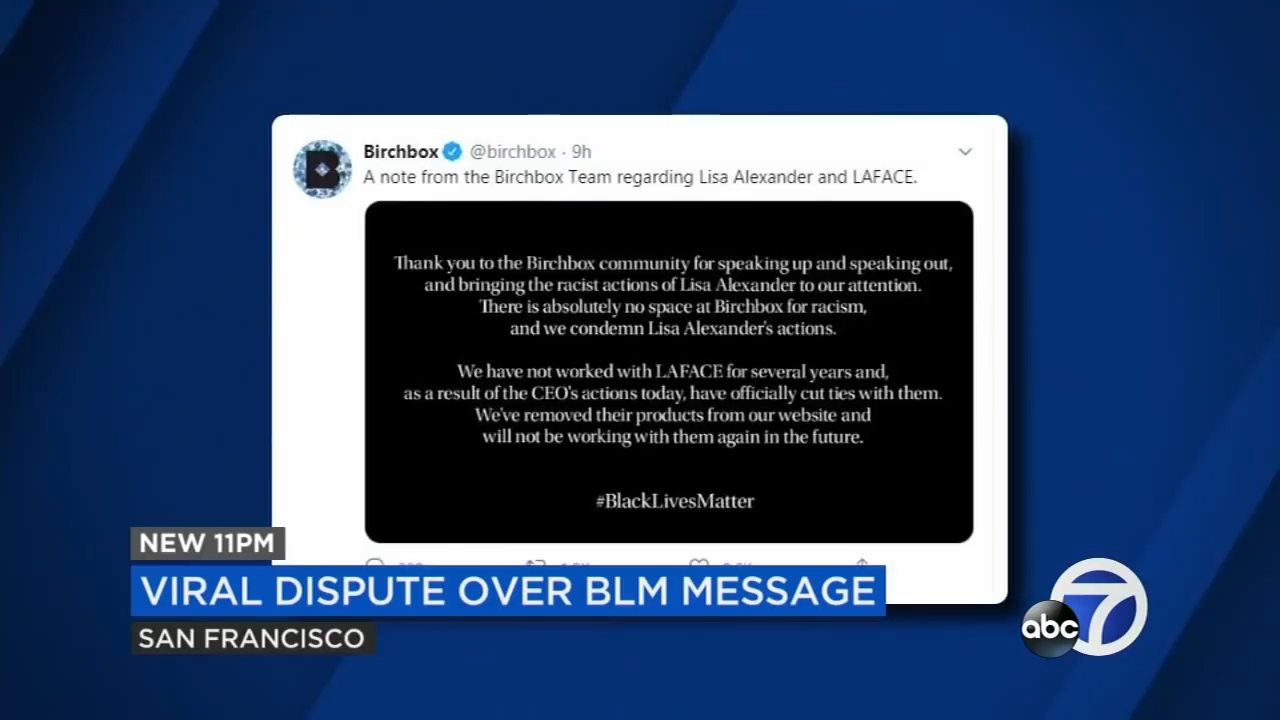 Birchbox @birchbox · 9h
A note from the Birchbox Team regarding Lisa Alexander and LAFACE.
Thank you to the Birchbox community for speaking up and speaking out,
and bringing the racist actions of Lisa Alexander to our attention.
There is absolutely no space at Birchbox for racism,
and we condemn Lisa Alexander's actions.
We have not worked with LAFACE for several years and,
as a result of the CEO's actions today, have officially cut ties with them.
We've removed their products from our website and
will not be working with them again in the future.
#BlackLivesMatter
NEW 11PM
VIRAL DISPUTE OVER BLM MESSAGE
SAN FRANCISCO
abc 7